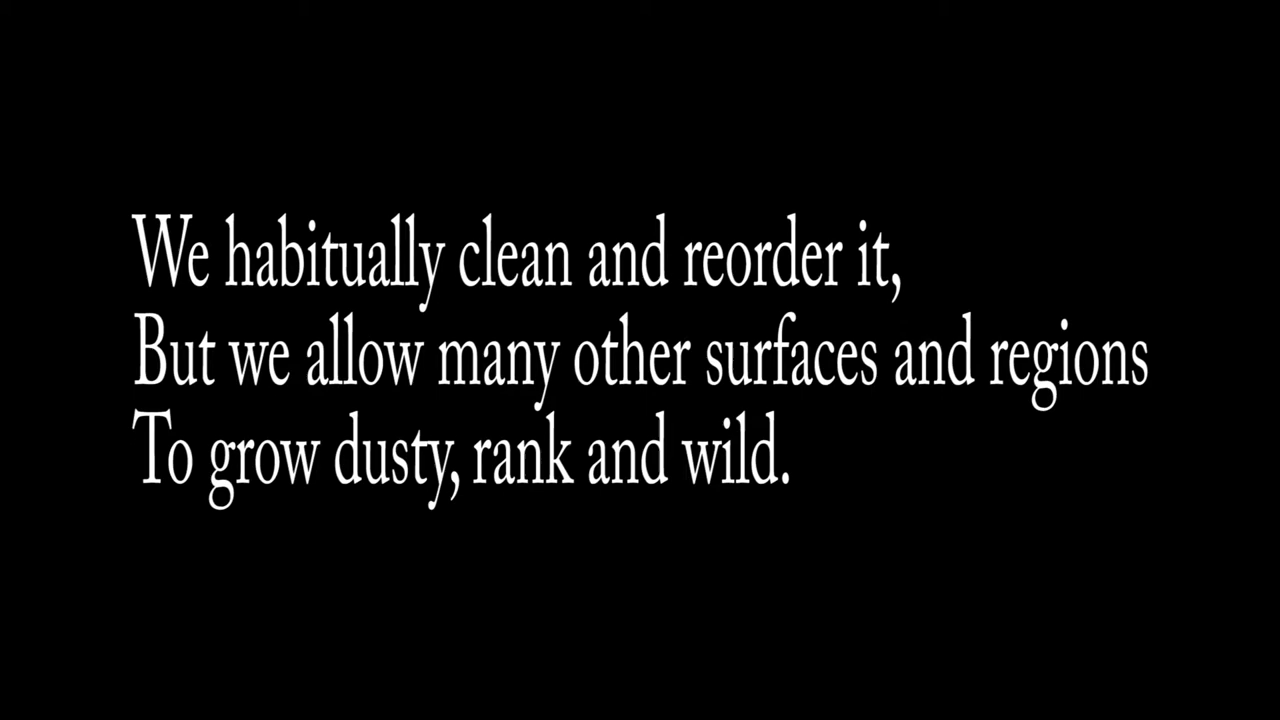 We habitually clean and reorder it,
But we allow many other surfaces and regions
To grow dusty, rank and wild.